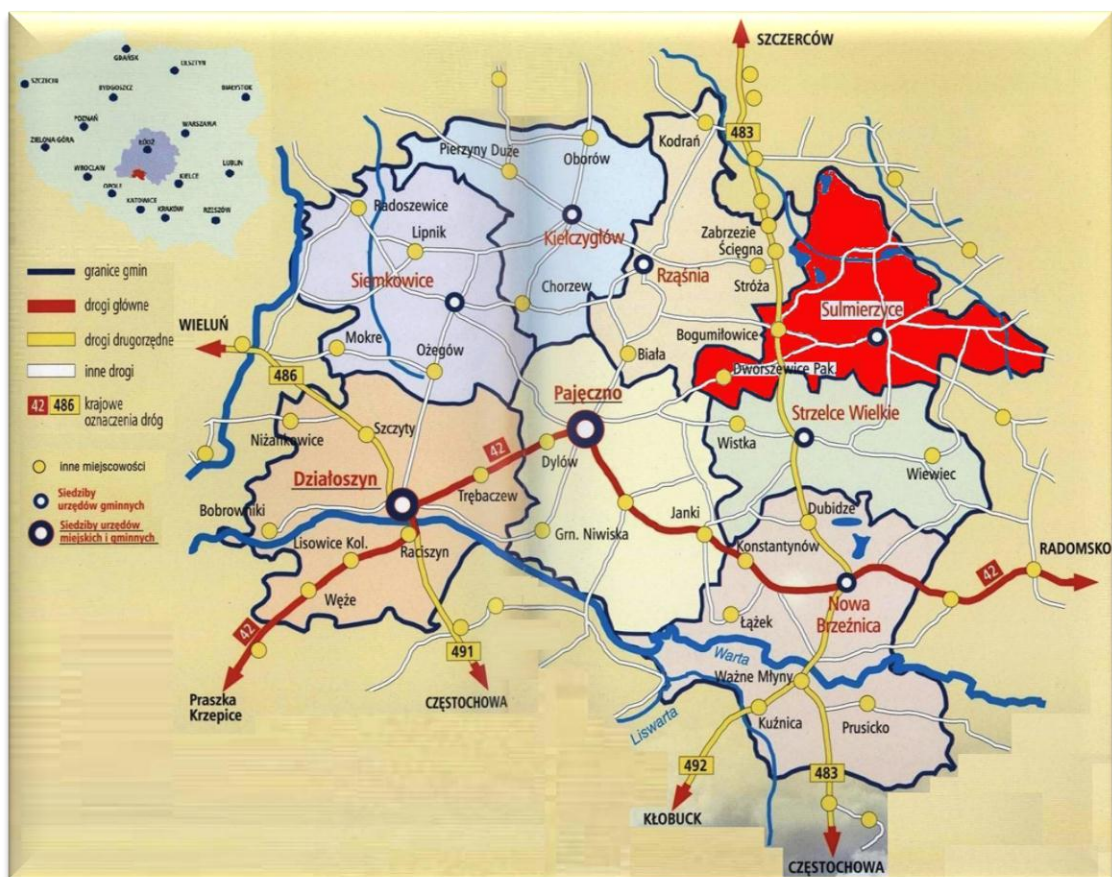 GDAŃSK
OLSZTYN
SZCZECIN
BYDGOSZCZ
BIAŁYSTOK
POZNAŃ
WARSZAWA
ZIELONA GÓRA
ŁÓDŹ
WROCŁAW
LUBLIN
KIELCE
OPOLE
KATOWICE
KRAKÓW
RZESZÓW
granice gmin
drogi główne
drogi drugorzędne
inne drogi
42 486 krajowe
oznaczenia dróg
inne miejscowości
Siedziby
urzędów gminnych
Siedziby urzędów
miejskich i gminnych
SZCZERCÓW
483
Kodrań
Pierzyny Duże
Oborów
Radoszewice
Lipnik
Kiełczygłów
Zabrzezie
Ścięgna
Stróża
Rząśnia
Siemkowice
Chorzew
Sulmierzyce
WIELUŃ
486
Mokre
Ożegów
Biała
Bogumiłowice
Dworszewice Pak.
Pajęczno
Strzelce Wielkie
Niżankowice
Szczyty
42
Dylów
Wistka
Wiewiec
Działoszyn
Trębaczew
Bobrowniki
Lisowice Kol.
Raciszyn
Grn. Niwiska
Janki
Dubidze
Konstantynów
RADOMSKO
42
Węże
Łążek
Nowa
Brzeźnica
42
491
Warta
Ważne Młyny
Praszka
Krzepice
CZĘSTOCHOWA
Liswarta
Kuźnica
Prusicko
492
483
KŁOBUCK
CZĘSTOCHOWA